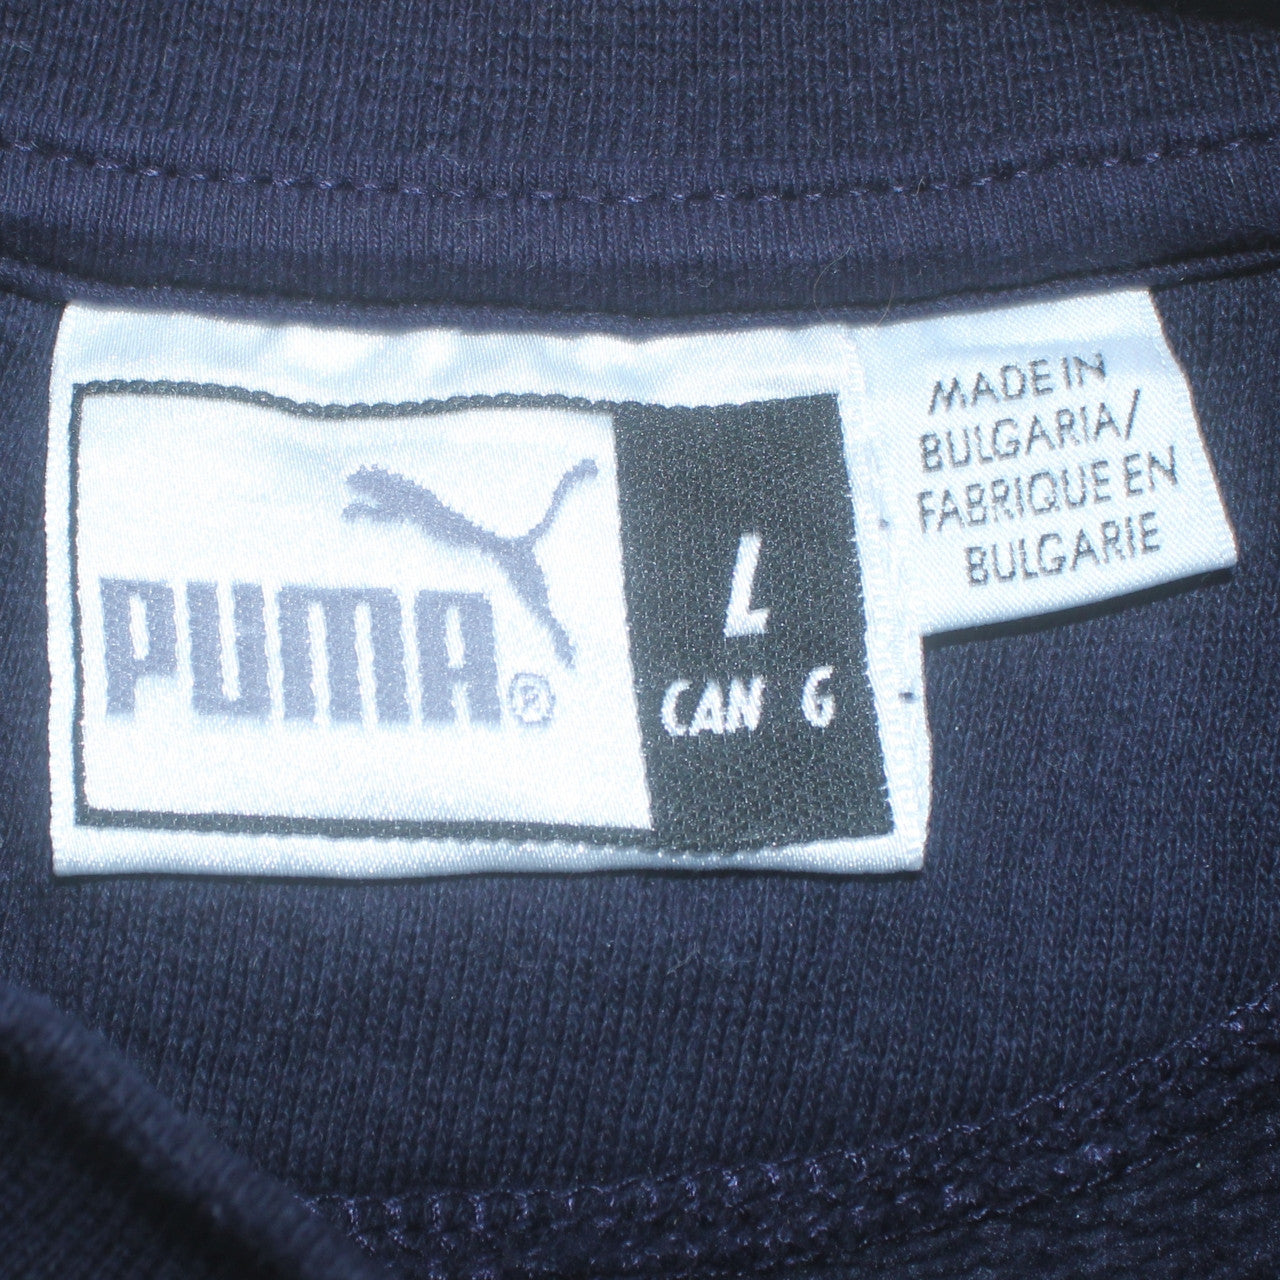 PUMA®
L
CAN G
MADE IN
BULGARIA/
FABRIQUE EN
BULGARIE